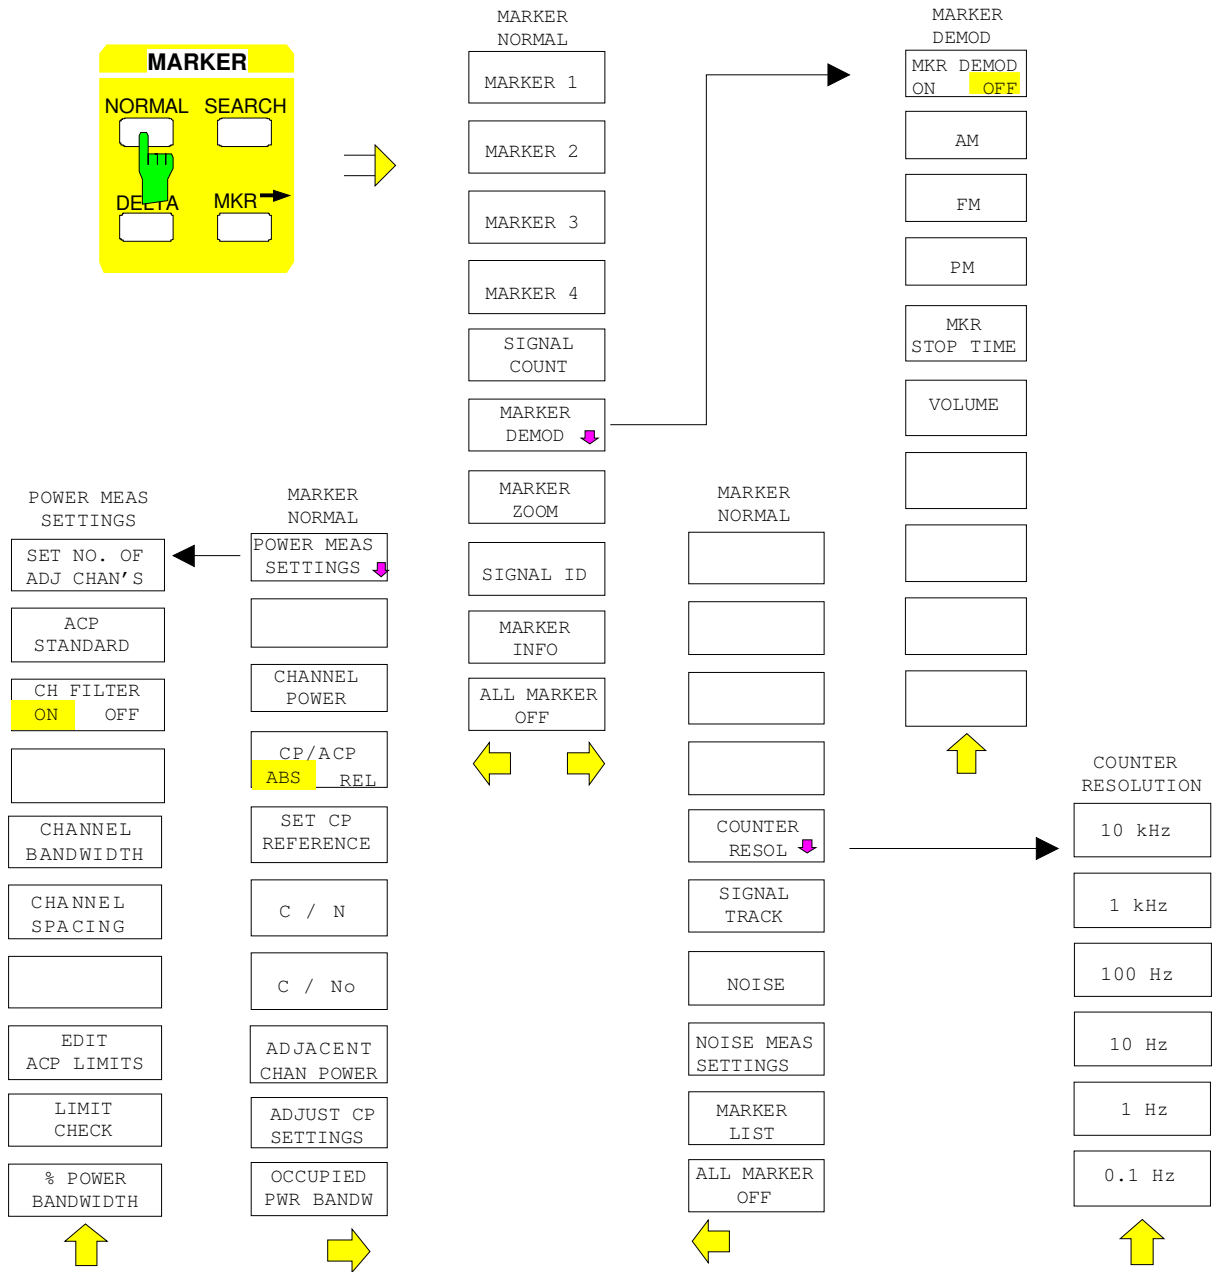 MARKER
NORMAL SEARCH
DELTA MKR
MARKER
NORMAL
MARKER 1
MARKER 2
MARKER 3
MARKER 4
SIGNAL
COUNT
MARKER
DEMOD
MARKER
ZOOM
SIGNAL ID
MARKER
INFO
ALL MARKER
OFF
MARKER
DEMOD
MKR DEMOD
ON OFF
AM
FM
PM
MKR
STOP TIME
VOLUME
POWER MEAS
SETTINGS
SET NO. OF
ADJ CHAN'S
ACP
STANDARD
CH FILTER
ON OFF
CHANNEL
BANDWIDTH
CHANNEL
SPACING
EDIT
ACP LIMITS
LIMIT
CHECK
% POWER
BANDWIDTH
MARKER
NORMAL
POWER MEAS
SETTINGS
CHANNEL
POWER
CP/ACP
ABS REL
SET CP
REFERENCE
C / N
C / No
ADJACENT
CHAN POWER
ADJUST CP
SETTINGS
OCCUPIED
PWR BANDW
MARKER
NORMAL
COUNTER
RESOL
SIGNAL
TRACK
NOISE
NOISE MEAS
SETTINGS
MARKER
LIST
ALL MARKER
OFF
COUNTER
RESOLUTION
10 kHz
1 kHz
100 Hz
10 Hz
1 Hz
0.1 Hz